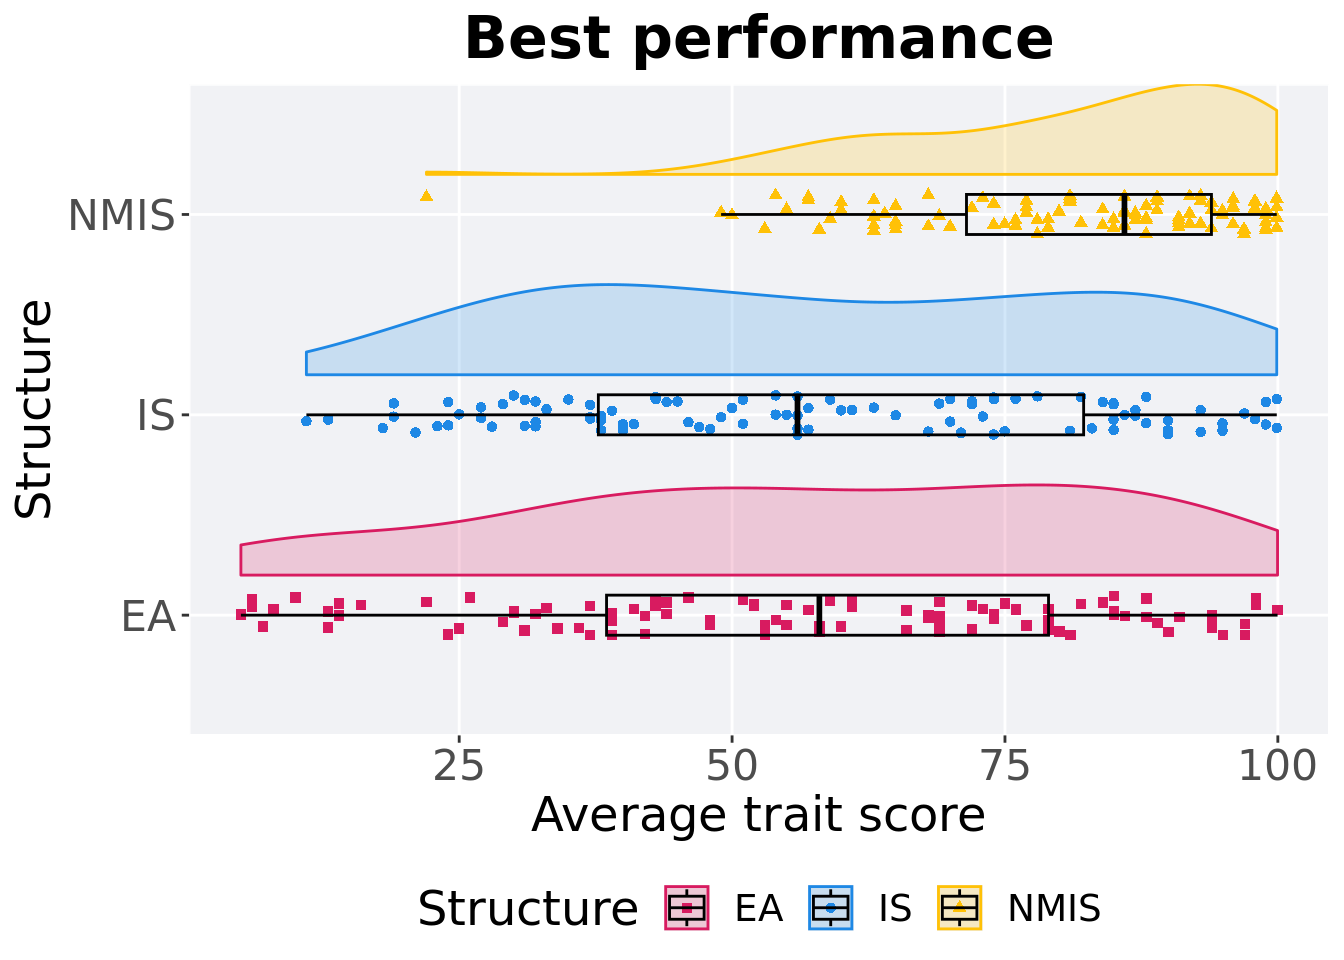 Best performance
NMIS
IS
EA
Structure
25 50 75 100
Average trait score
Structure EA IS NMIS